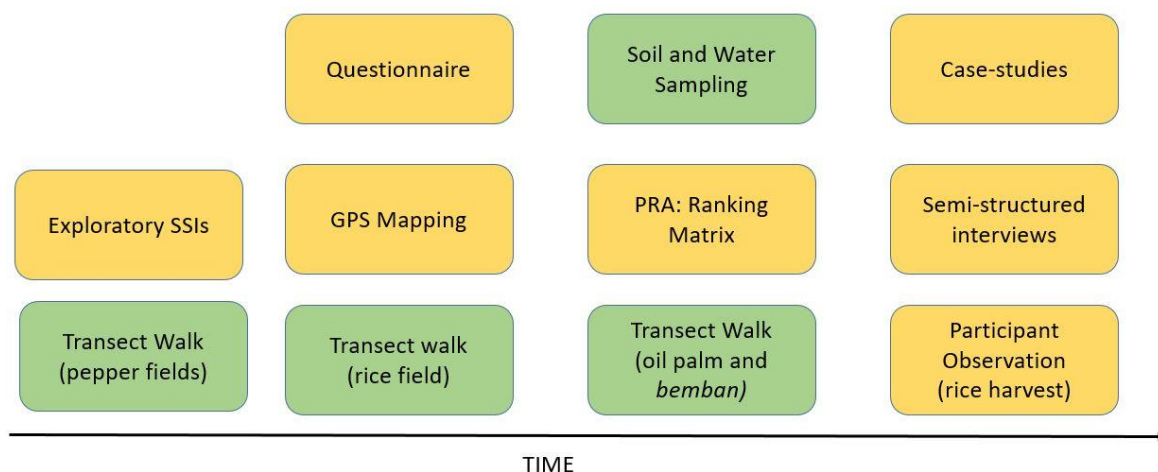 Questionnaire
Soil and Water
Sampling
Case-studies
Exploratory SSIs
GPS Mapping
PRA: Ranking
Matrix
Semi-structured
interviews
Transect Walk
(pepper fields)
Transect walk
(rice field)
Transect Walk
(oil palm and
bemban)
Participant
Observation
(rice harvest)
TIME